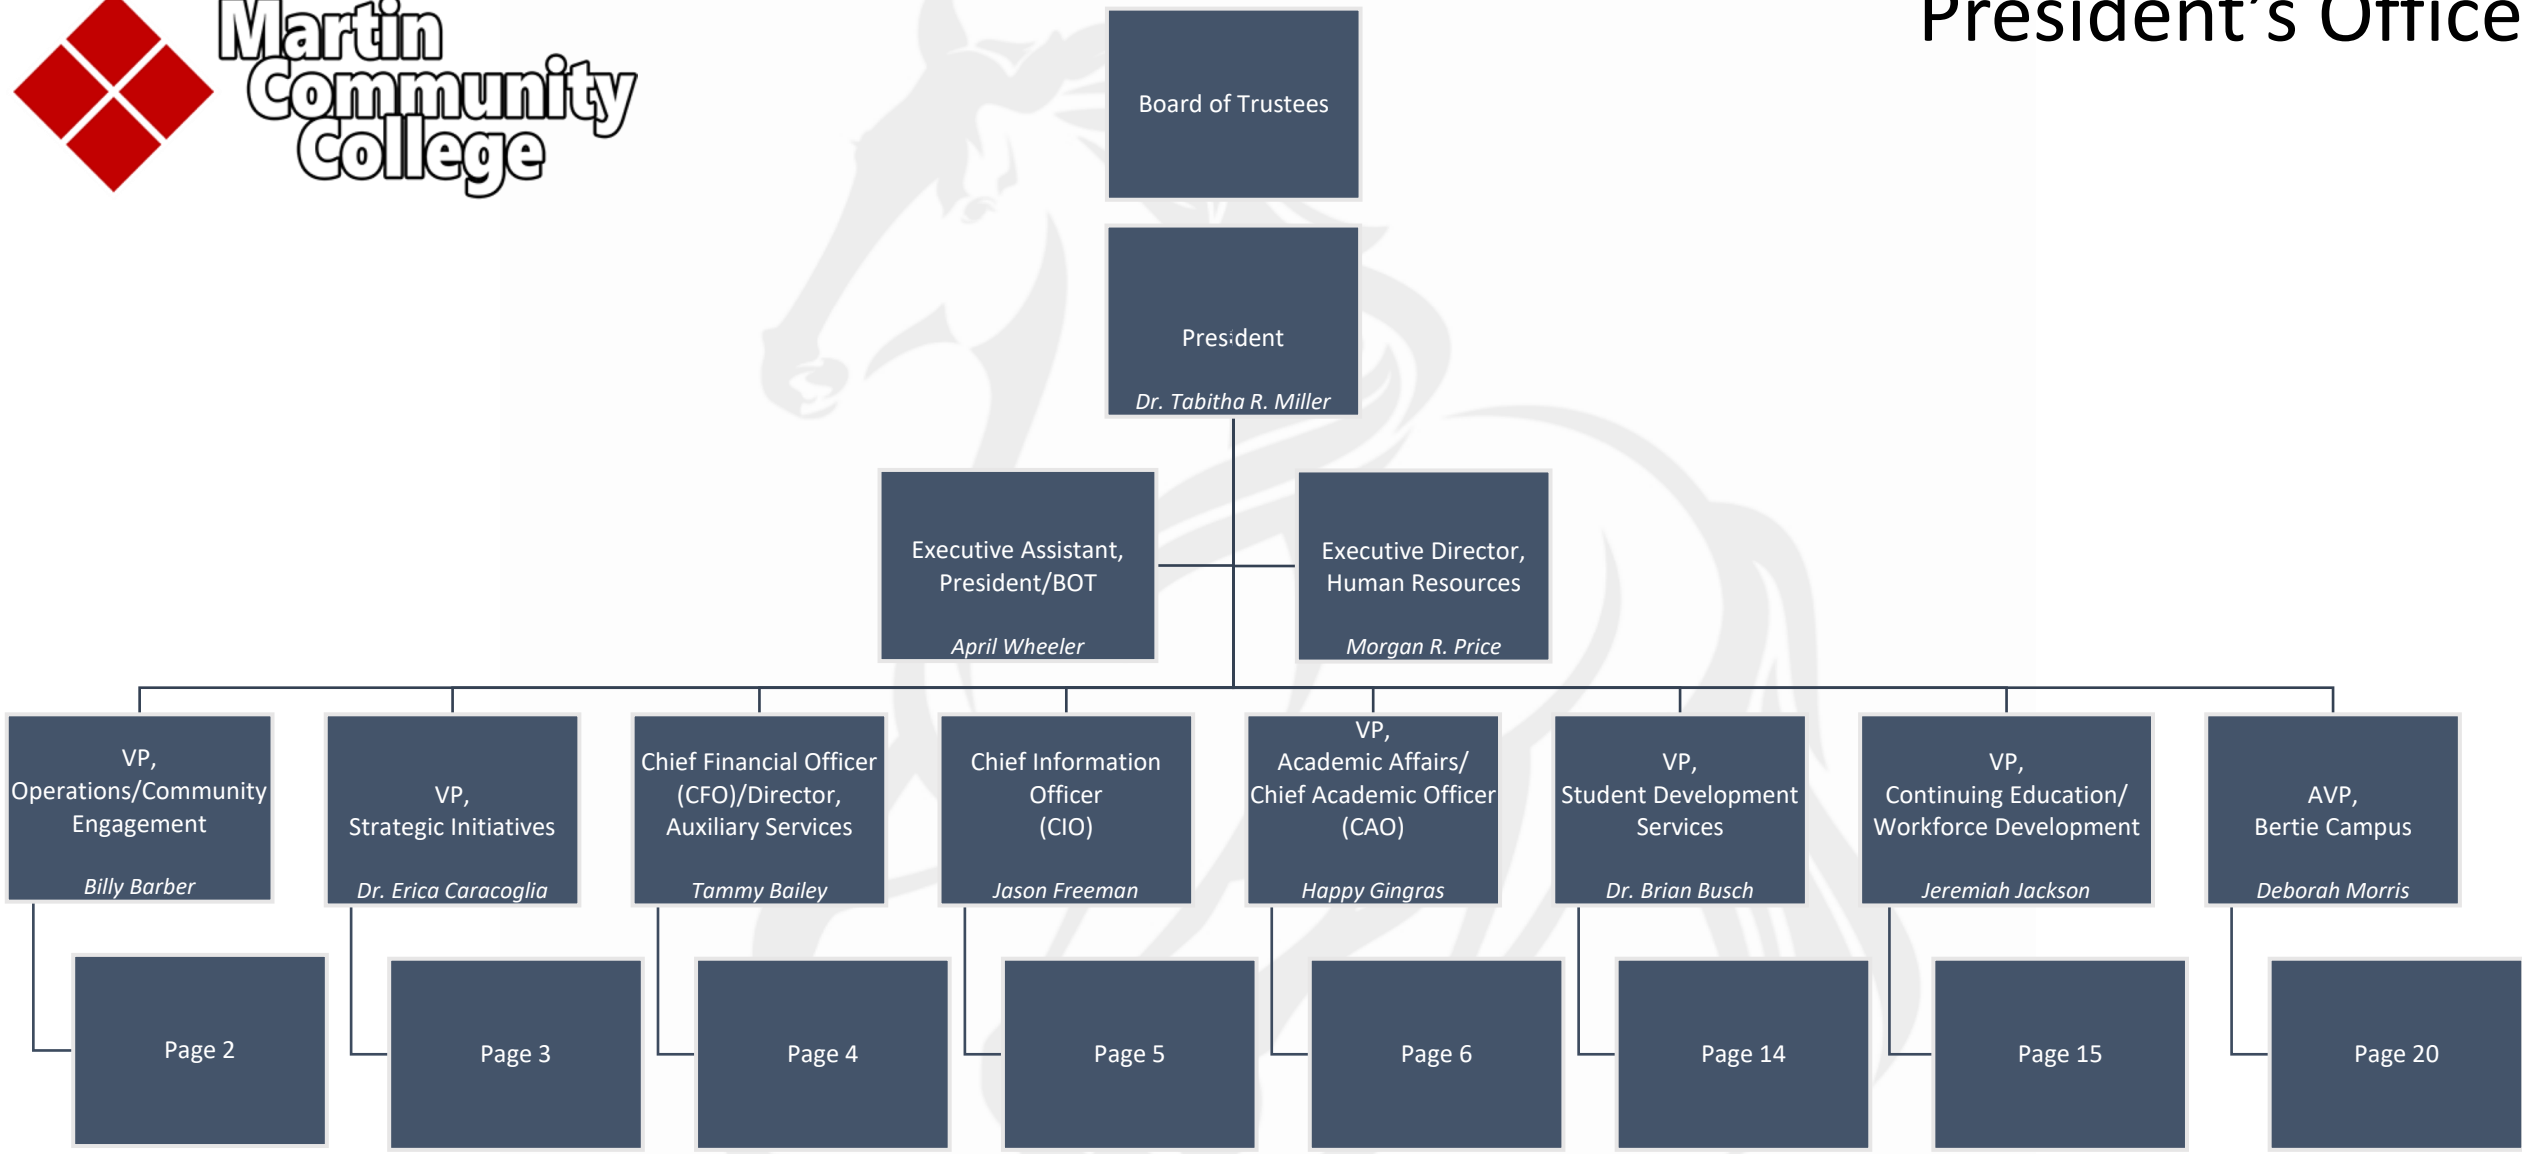 Martin
Community
College
President's Office
Board of Trustees
President
Dr. Tabitha R. Miller
Executive Assistant,
President/BOT
April Wheeler
Executive Director,
Human Resources
Morgan R. Price
VP,
Operations/Community
Engagement
Billy Barber
VP,
Strategic Initiatives
Dr. Erica Caracoglia
Chief Financial Officer
(CFO)/Director,
Auxiliary Services
Tammy Bailey
Chief Information
Officer
(CIO)
Jason Freeman
VP,
Academic Affairs/
Chief Academic Officer
(CAO)
Happy Gingras
VP,
Student Development
Services
Dr. Brian Busch
VP,
Continuing Education/
Workforce Development
Jeremiah Jackson
AVP,
Bertie Campus
Deborah Morris
Page 2
Page 3
Page 4
Page 5
Page 6
Page 14
Page 15
Page 20